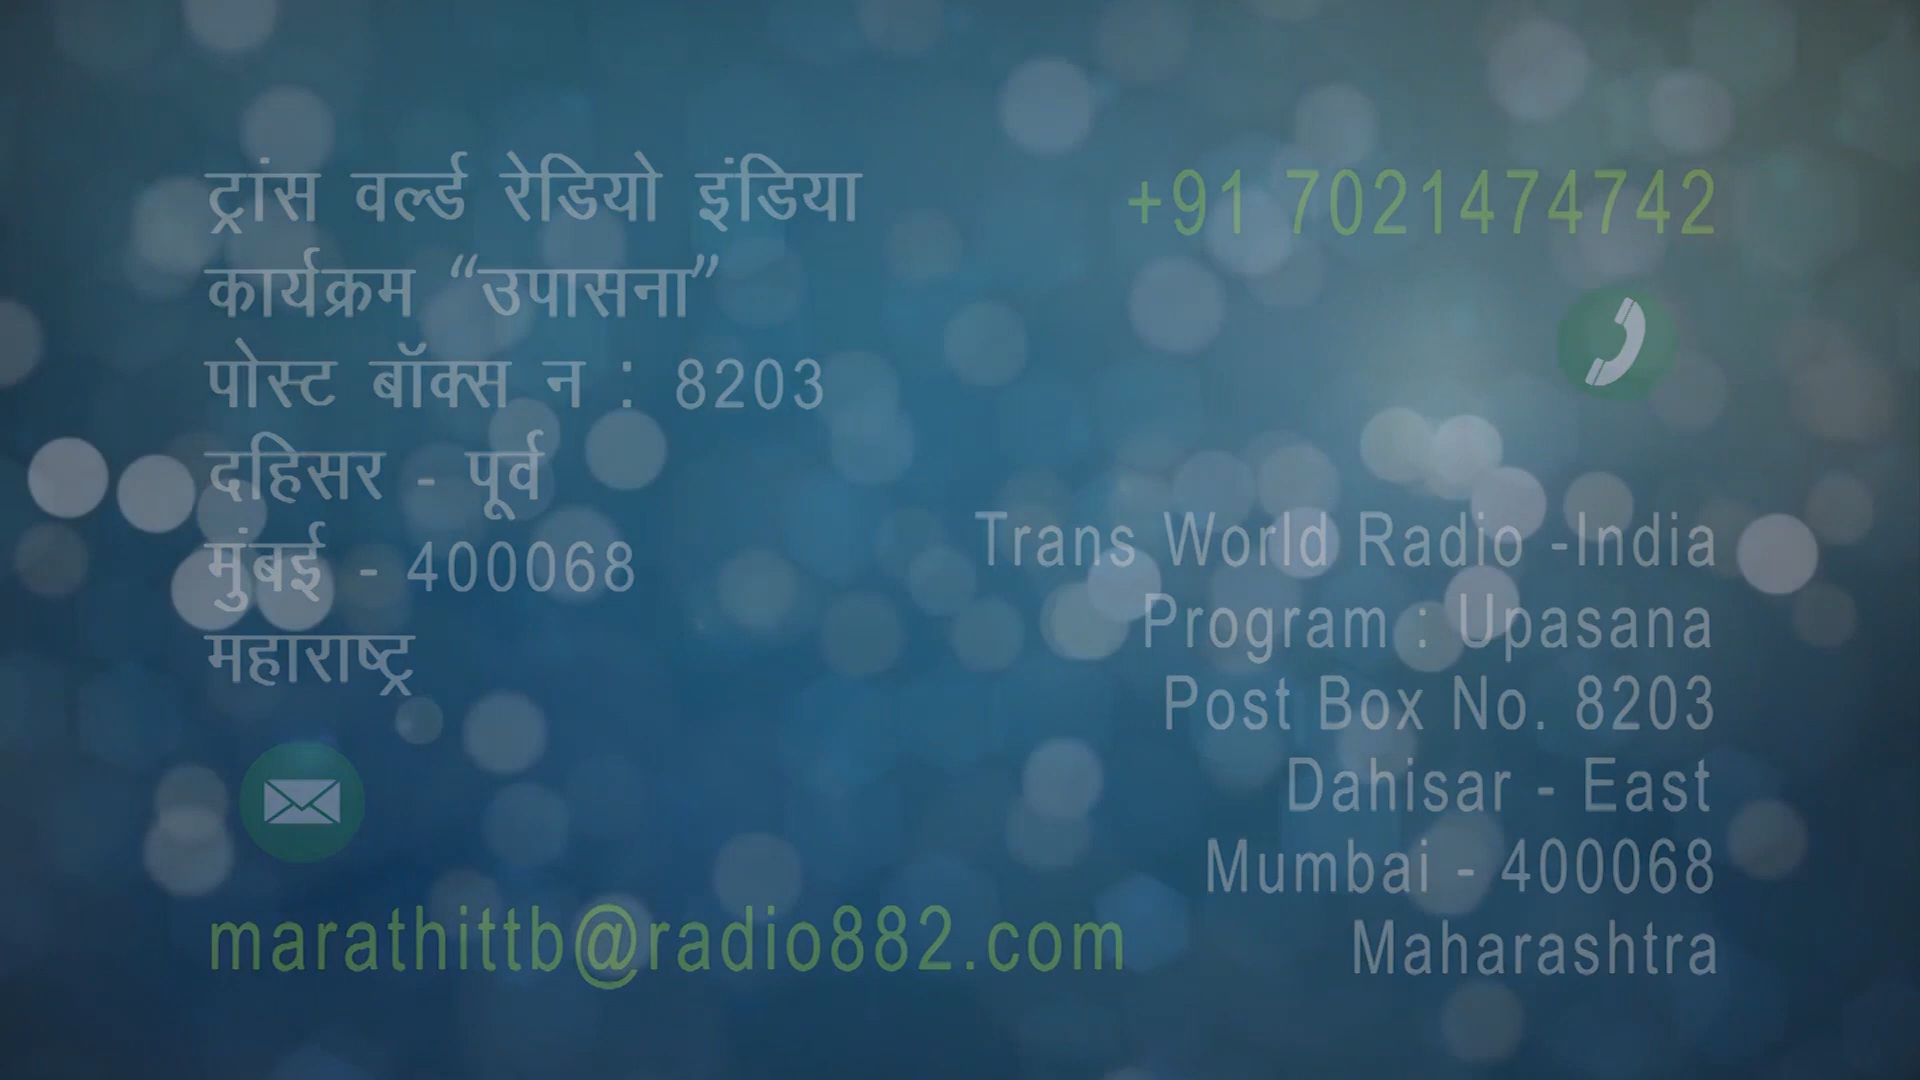 ट्रांस वर्ल्ड रेडियो इंडिया
कार्यक्रम “उपासना”
पोस्ट बॉक्स न : 8203
दहिसर - पूर्व
मुंबई - 400068
महाराष्ट्र
marathittb@radio882.com
+91 7021474742
Trans World Radio -India
Program : Upasana
Post Box No. 8203
Dahisar - East
Mumbai - 400068
Maharashtra